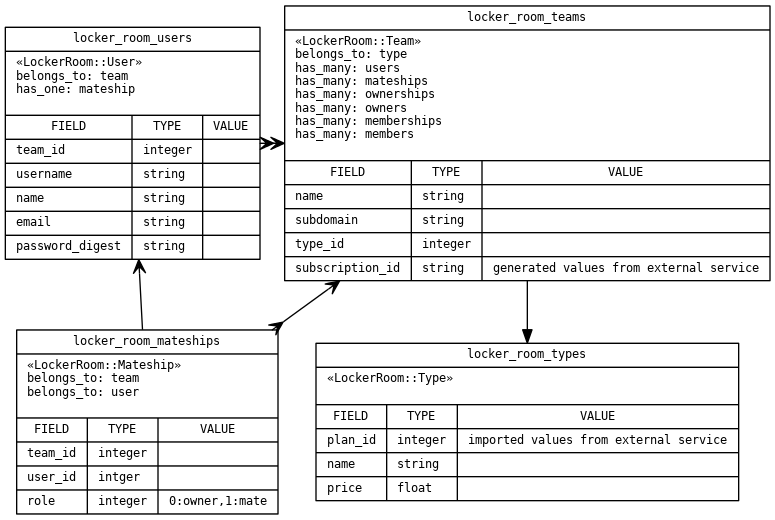 locker_room_users
«LockerRoom::User»
belongs_to: team
has_one: mateship
FIELD TYPE VALUE
team_id integer
username string
name string
email string
password_digest string
locker_room_teams
«LockerRoom::Team»
belongs_to: type
has_many: users
has_many: mateships
has_many: ownerships
has_many: owners
has_many: memberships
has_many: members
FIELD TYPE VALUE
name string
subdomain string
type_id integer
subscription_id string generated values from external service
locker_room_mateships
«LockerRoom::Mateship»
belongs_to: team
belongs_to: user
FIELD TYPE VALUE
team_id integer
user_id intger
role integer 0:owner,1:mate
locker_room_types
«LockerRoom::Type»
FIELD TYPE VALUE
plan_id integer imported values from external service
name string
price float